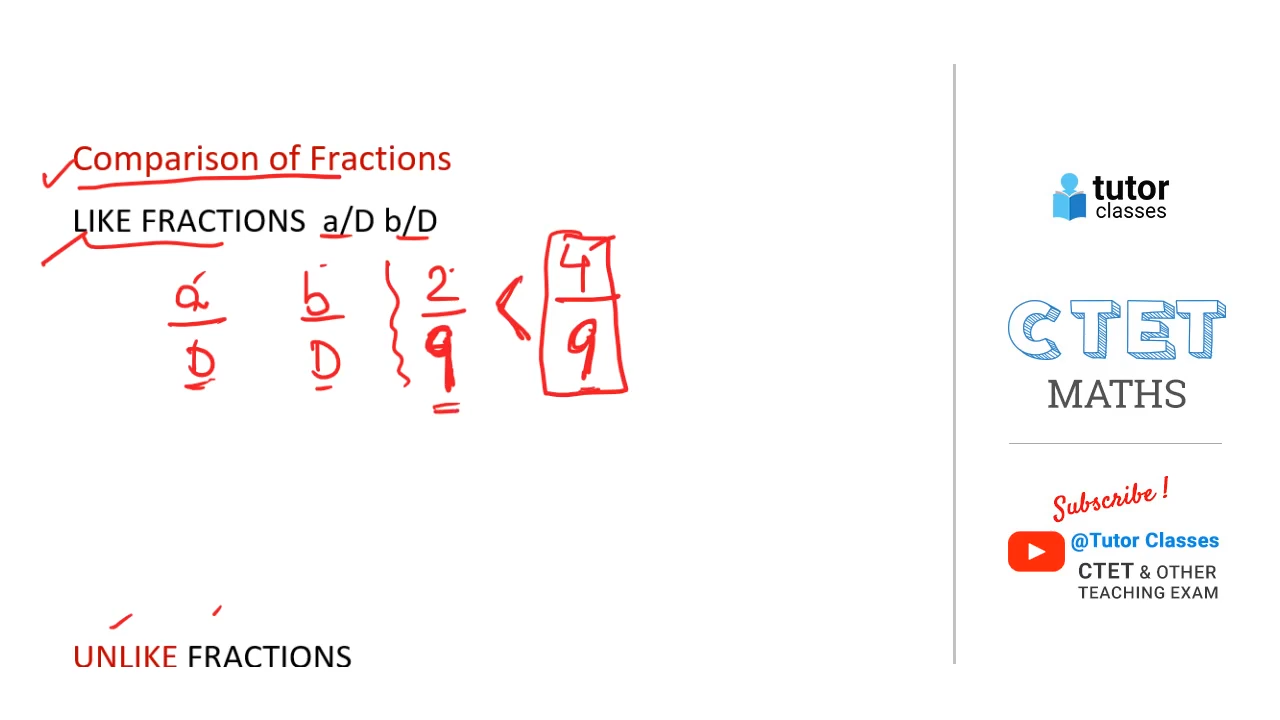 Comparison of Fractions
LIKE FRACTIONS a/D b/D
a/D b/D 2/9 < 4/9
UNLIKE FRACTIONS
tutor
classes
CTET
MATHS
Subscribe !
@Tutor Classes
CTET & OTHER
TEACHING EXAM